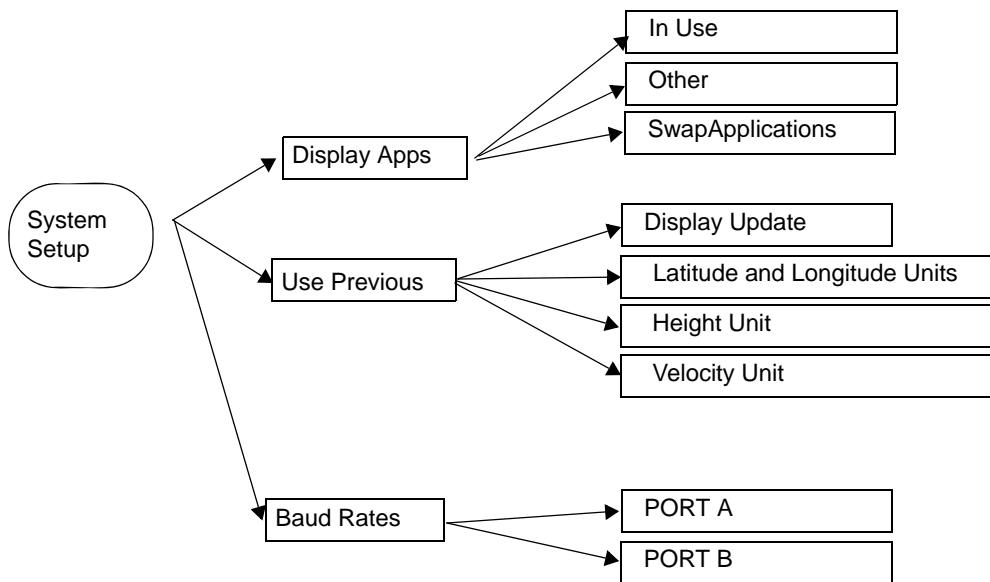 System
Setup
Display Apps
In Use
Other
SwapApplications
Use Previous
Display Update
Latitude and Longitude Units
Height Unit
Velocity Unit
Baud Rates
PORT A
PORT B